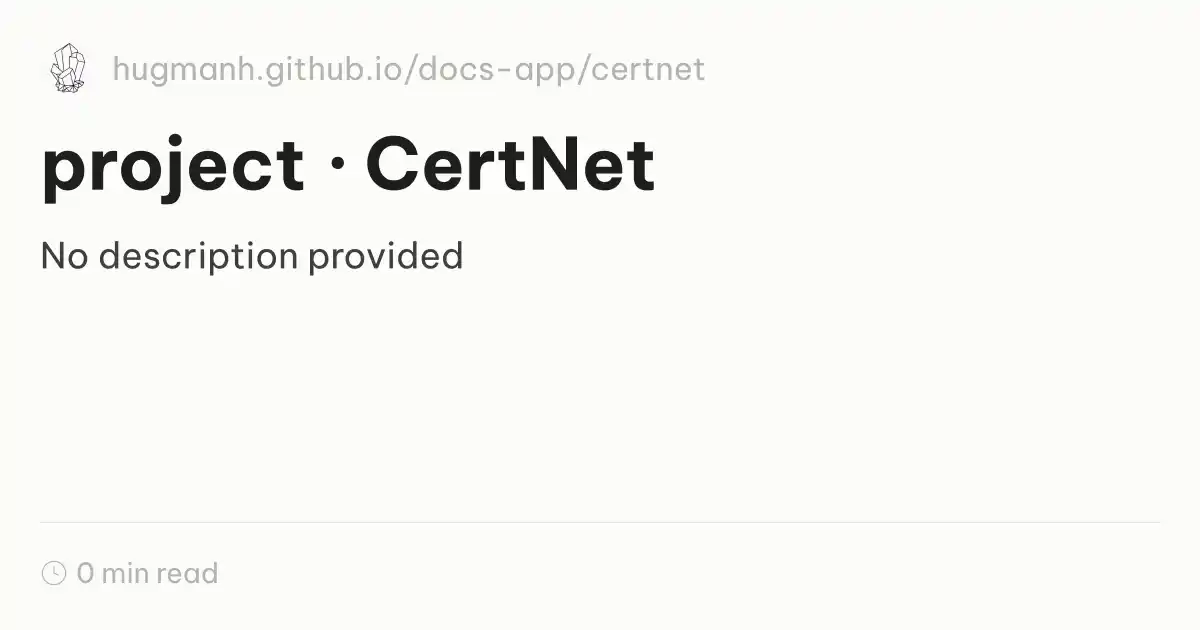 hugmanh.github.io/docs-app/certnet
project · CertNet
No description provided
0 min read